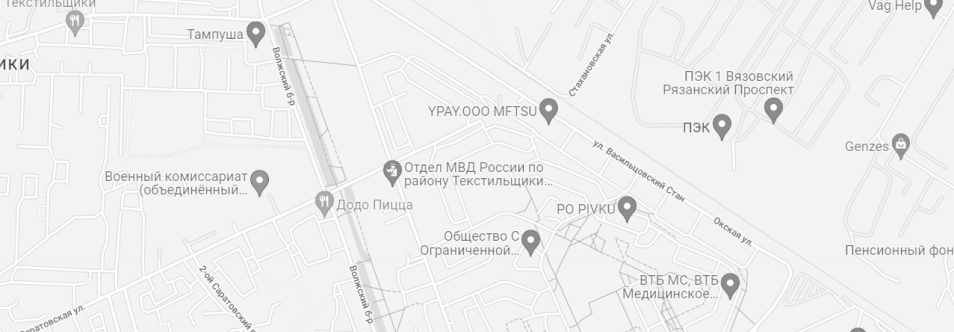 Текстильщики
Vag Help
Тампуша
ики
Волжский б-р
Стахановская ул.
ПЭК 1 Вязовский
Рязанский Проспект
YPAY.OOO MFTSU
ПЭК
Genzes
ул. Васильцовский Стан
Отдел МВД России по
району Текстильщики...
Военный комиссариат
(объединённый...
Додо Пицца
PO PIVKU
Окская ул.
Общество С
Ограниченной...
Пенсионный фон
2-ой Саратовский
Волжский б-р
ВТБ МС, ВТБ
Медицинское...
Саратовская ул.